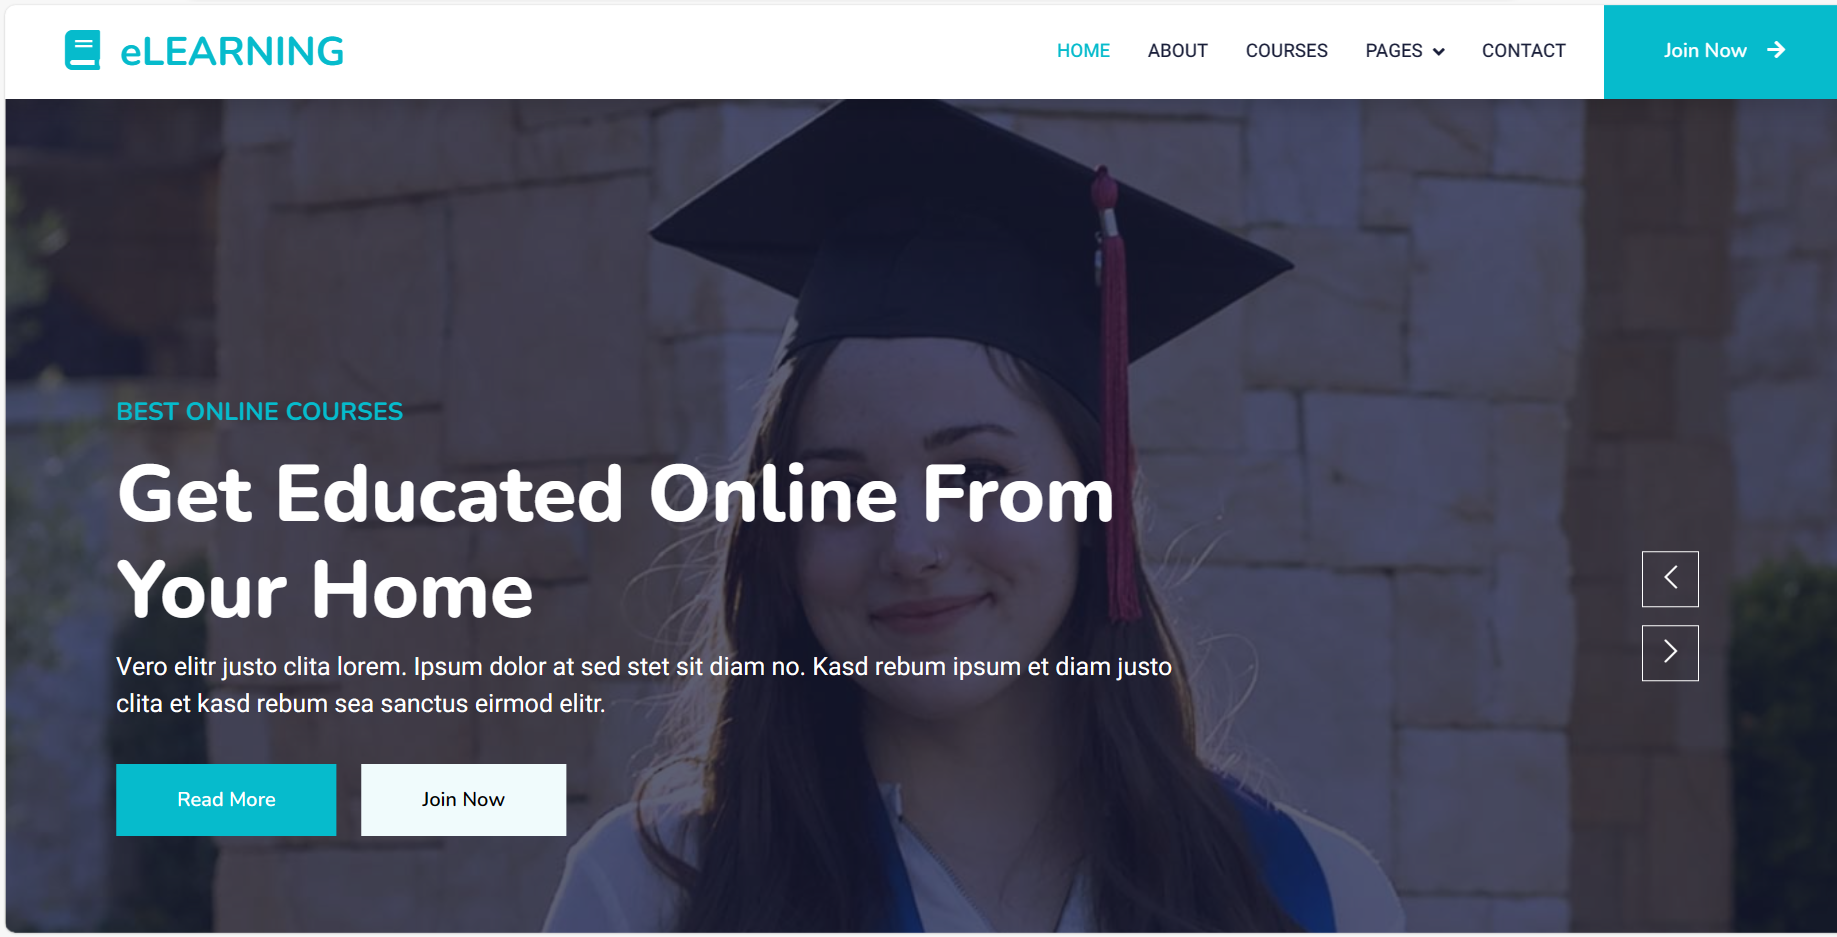 eLEARNING
HOME ABOUT COURSES PAGES CONTACT Join Now
BEST ONLINE COURSES
Get Educated Online From
Your Home
Vero elitr justo clita lorem. Ipsum dolor at sed stet sit diam no. Kasd rebum ipsum et diam justo
clita et kasd rebum sea sanctus eirmod elitr.
Read More Join Now